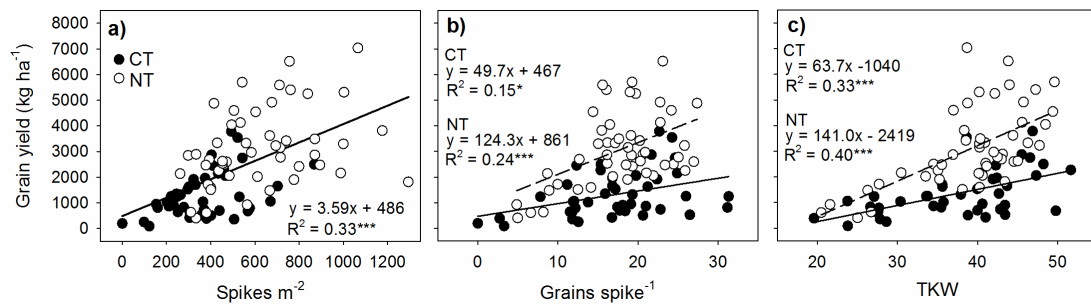 a)
CT
NT
y = 3.59x + 486
R² = 0.33***
Grain yield (kg ha⁻¹)
8000
7000
6000
5000
4000
3000
2000
1000
0
0 200 400 600 800 1000 1200
Spikes m⁻²
b)
CT
y = 49.7x + 467
R² = 0.15*
NT
y = 124.3x + 861
R² = 0.24***
0 10 20 30
Grains spike⁻¹
c)
CT
y = 63.7x -1040
R² = 0.33***
NT
y = 141.0x - 2419
R² = 0.40***
20 30 40 50
TKW